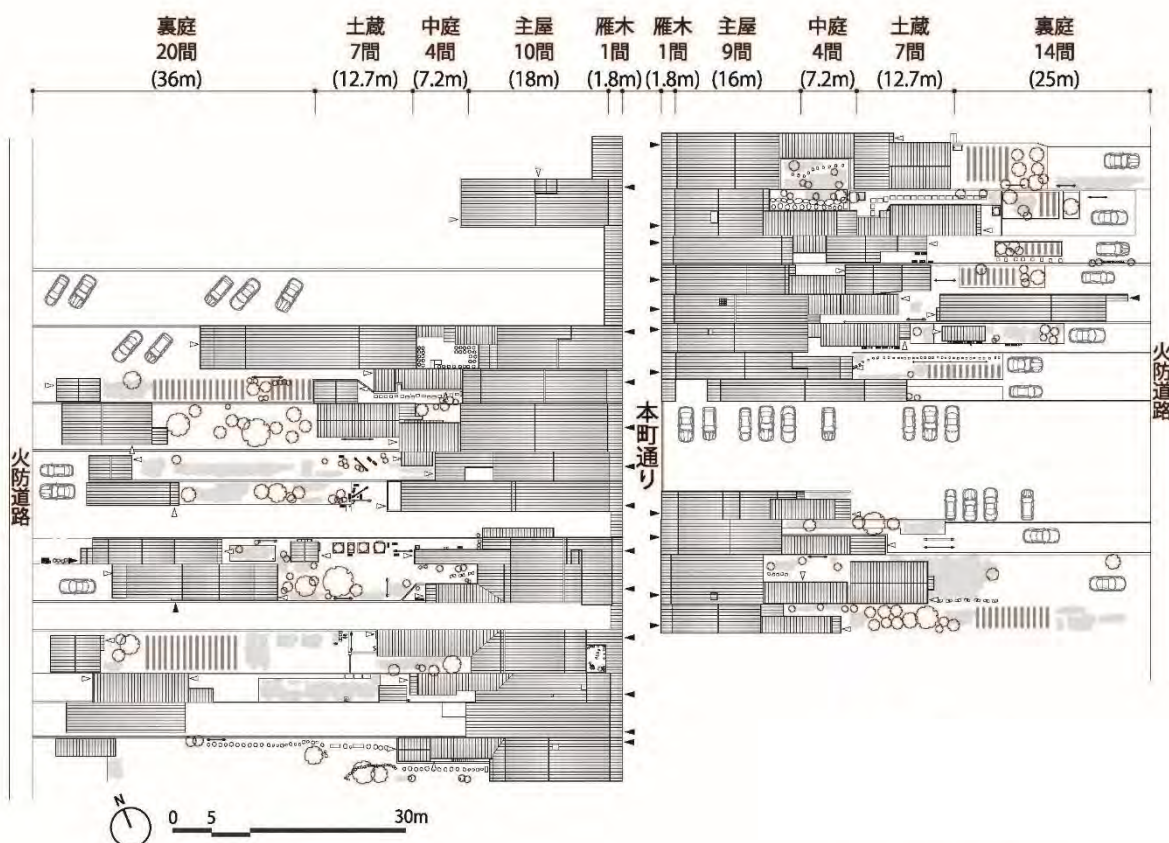 裏庭
20間
(36m)
土蔵
7間
(12.7m)
中庭
4間
(7.2m)
主屋
10間
(18m)
雁木
1間
(1.8m)
雁木
1間
(1.8m)
主屋
9間
(16m)
中庭
4間
(7.2m)
土蔵
7間
(12.7m)
裏庭
14間
(25m)
火防道路
本町通り
火防道路
N
0 5 30m